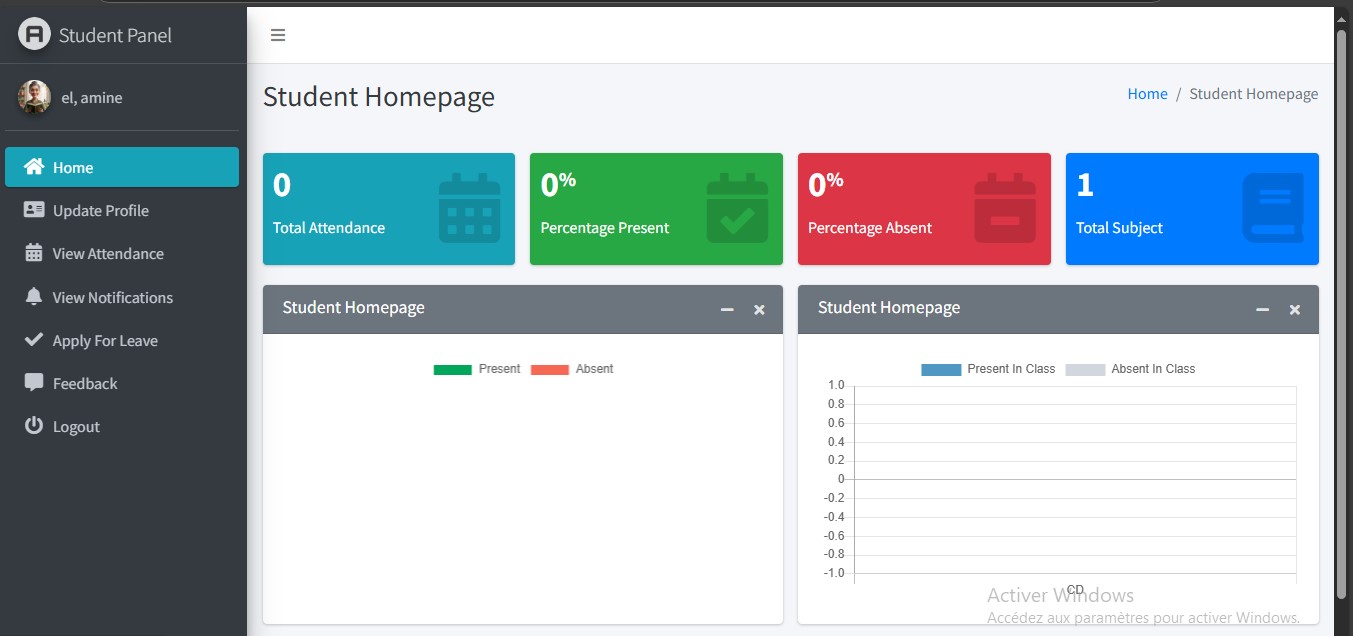 Student Panel
el, amine
Home
Update Profile
View Attendance
View Notifications
Apply For Leave
Feedback
Logout
Student Homepage
Home / Student Homepage
0
Total Attendance
0%
Percentage Present
0%
Percentage Absent
1
Total Subject
Student Homepage
Present Absent
Student Homepage
Present In Class Absent In Class
1.0
0.8
0.6
0.4
0.2
0
-0.2
-0.4
-0.6
-0.8
-1.0
CD
Activer Windows
Accédez aux paramètres pour activer Windows.